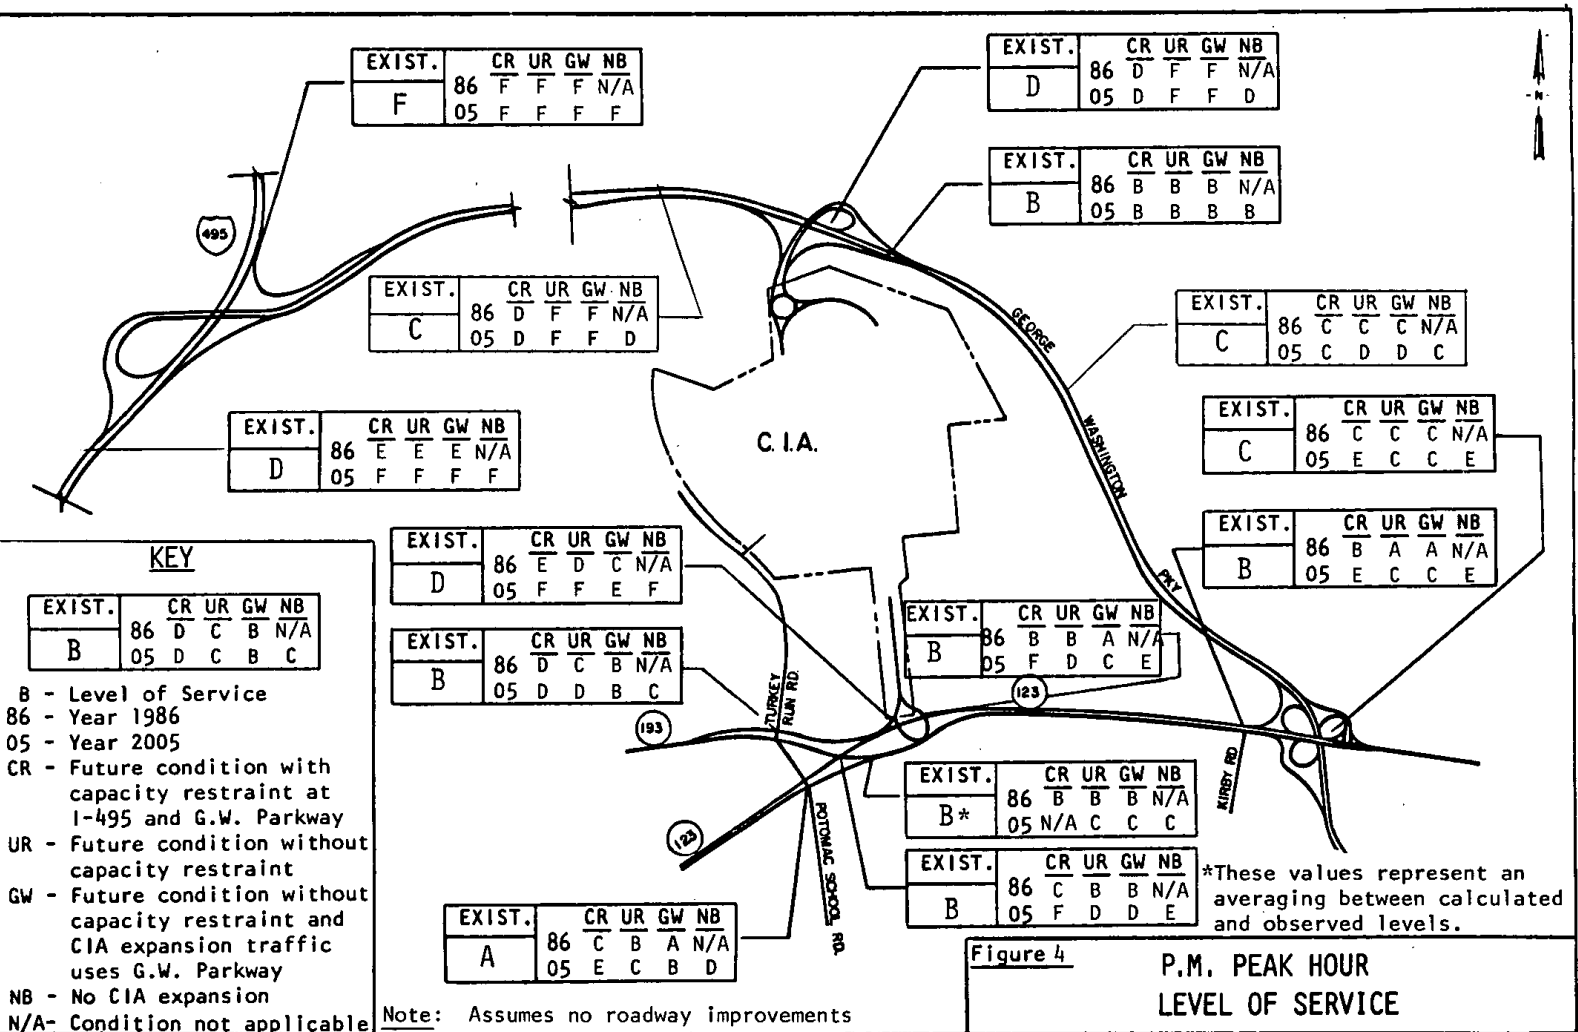 EXIST. CR UR GW NB
F 86 F F F N/A
05 F F F F
EXIST. CR UR GW NB
D 86 D F F N/A
05 D F F D
-N-
EXIST. CR UR GW NB
B 86 B B B N/A
05 B B B B
495
EXIST. CR UR GW NB
C 86 D F F N/A
05 D F F D
GEORGE
WASHINGTON
PKY
EXIST. CR UR GW NB
C 86 C C C N/A
05 C D D C
EXIST. CR UR GW NB
D 86 E E E N/A
05 F F F F
C.I.A.
EXIST. CR UR GW NB
C 86 C C C N/A
05 E C C E
EXIST. CR UR GW NB
B 86 B A A N/A
05 E C C E
EXIST. CR UR GW NB
D 86 E D C N/A
05 F F E F
EXIST. CR UR GW NB
B 86 B B A N/A
05 F D C E
EXIST. CR UR GW NB
B 86 D C B N/A
05 D D B C
TURKEY
RUN RD.
193
123
KIRBY RD
123
POTOMAC SCHOOL RD.
EXIST. CR UR GW NB
B* 86 B B B N/A
05 N/A C C C
EXIST. CR UR GW NB
B 86 C B B N/A
05 F D D E
EXIST. CR UR GW NB
A 86 C B A N/A
05 E C B D
*These values represent an
averaging between calculated
and observed levels.
KEY
EXIST. CR UR GW NB
B 86 D C B N/A
05 D C B C
B - Level of Service
86 - Year 1986
05 - Year 2005
CR - Future condition with
capacity restraint at
I-495 and G.W. Parkway
UR - Future condition without
capacity restraint
GW - Future condition without
capacity restraint and
CIA expansion traffic
uses G.W. Parkway
NB - No CIA expansion
N/A- Condition not applicable
Note: Assumes no roadway improvements
Figure 4
P.M. PEAK HOUR
LEVEL OF SERVICE